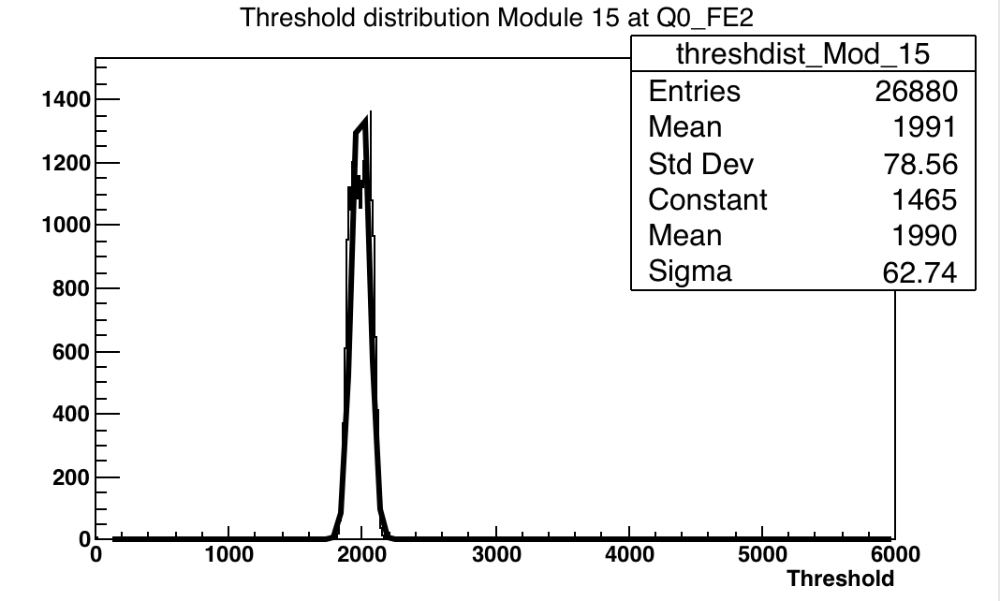 Threshold distribution Module 15 at Q0_FE2
threshdist_Mod_15
Entries 26880
Mean 1991
Std Dev 78.56
Constant 1465
Mean 1990
Sigma 62.74
1400
1200
1000
800
600
400
200
0
0 1000 2000 3000 4000 5000 6000
Threshold